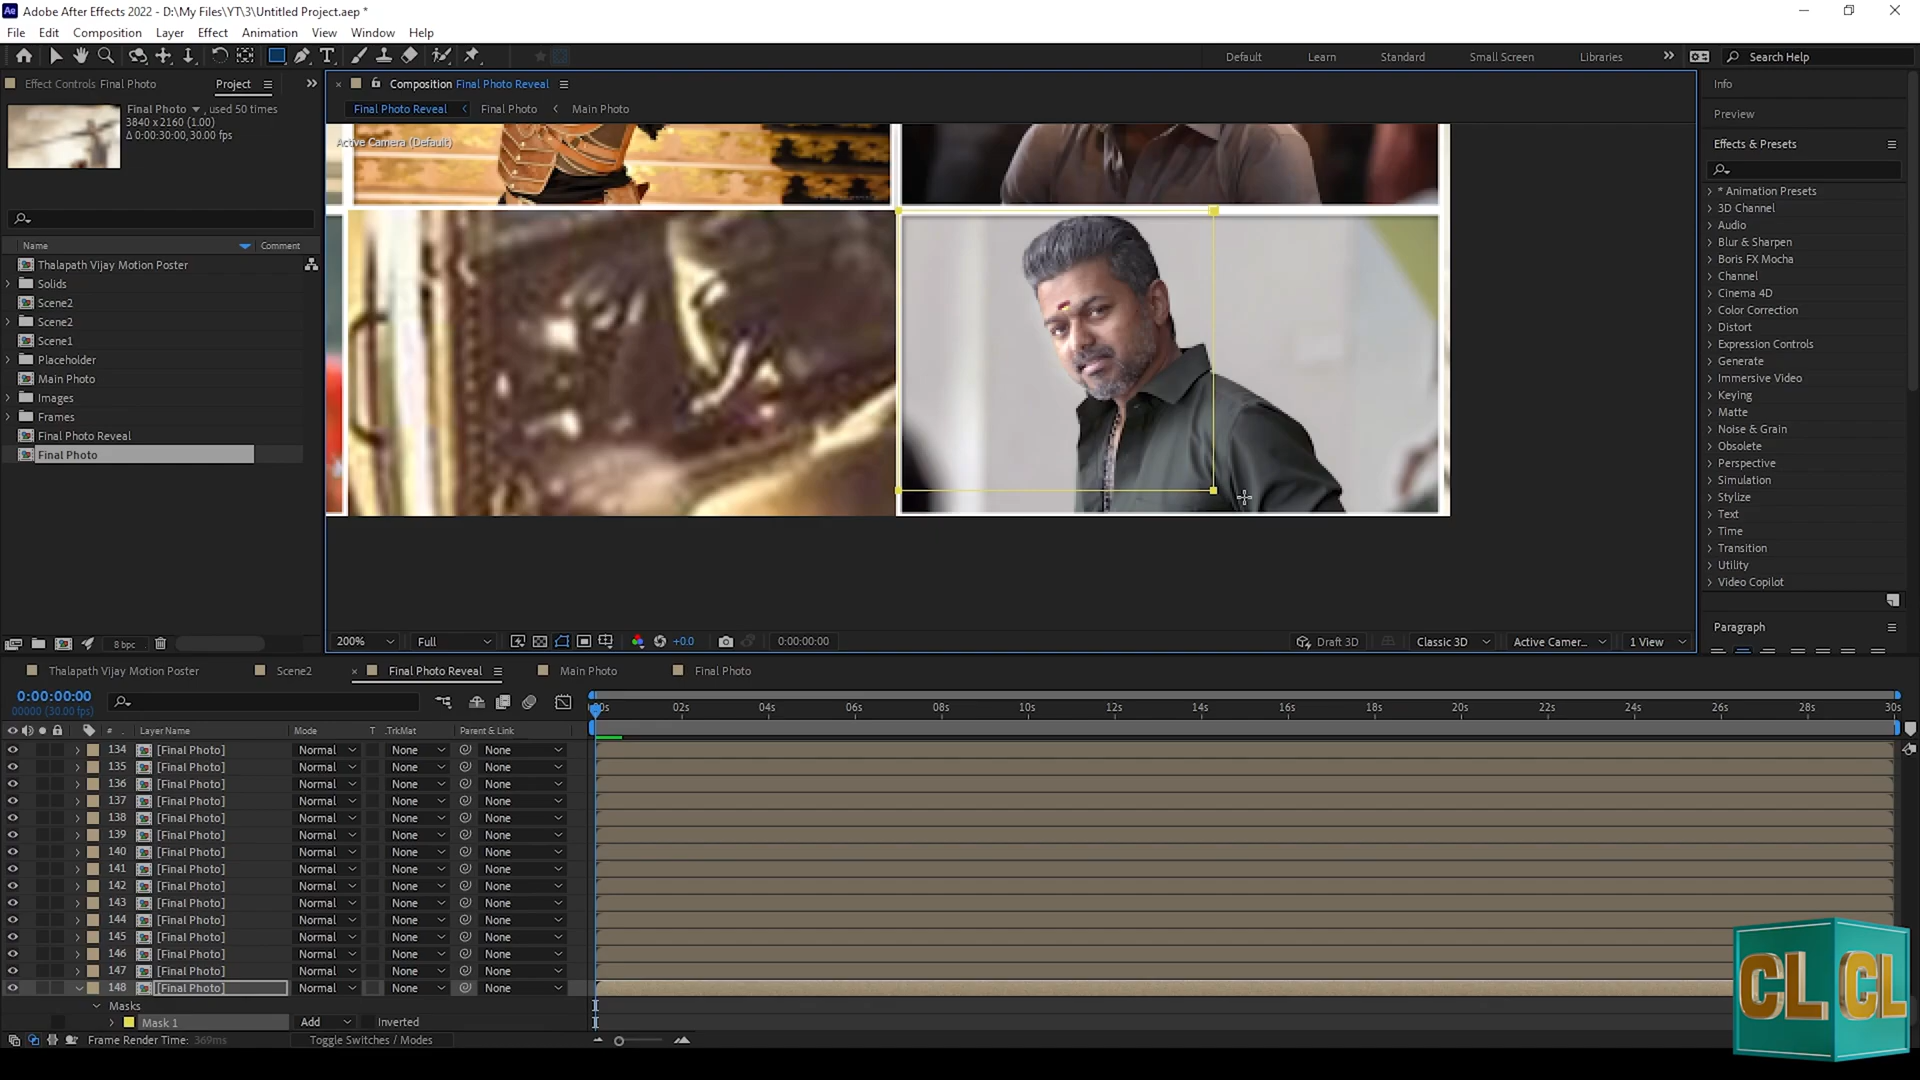 Adobe After Effects 2022 - D:\My Files\YT\3\Untitled Project.aep *
File Edit Composition Layer Effect Animation View Window Help
Default Learn Standard Small Screen Libraries Search Help
Effect Controls Final Photo Project
Final Photo , used 50 times
3840 x 2160 (1.00)
Δ 0:00:30:00, 30.00 fps
Name Comment
Thalapath Vijay Motion Poster
Solids
Scene2
Scene2
Scene1
Placeholder
Main Photo
Images
Frames
Final Photo Reveal
Final Photo
8 bpc
Composition Final Photo Reveal
Final Photo Reveal Final Photo Main Photo
Active Camera (Default)
200% Full +0.0 0:00:00:00 Draft 3D Classic 3D Active Camer... 1 View
Info
Preview
Effects & Presets
* Animation Presets
3D Channel
Audio
Blur & Sharpen
Boris FX Mocha
Channel
Cinema 4D
Color Correction
Distort
Expression Controls
Generate
Immersive Video
Keying
Matte
Noise & Grain
Obsolete
Perspective
Simulation
Stylize
Text
Time
Transition
Utility
Video Copilot
Paragraph
Thalapath Vijay Motion Poster Scene2 Final Photo Reveal Main Photo Final Photo
0:00:00:00
00000 (30.00 fps)
# Layer Name Mode T .TrkMat Parent & Link
02s 04s 06s 08s 10s 12s 14s 16s 18s 20s 22s 24s 26s 28s 30s
134 [Final Photo] Normal None None
135 [Final Photo] Normal None None
136 [Final Photo] Normal None None
137 [Final Photo] Normal None None
138 [Final Photo] Normal None None
139 [Final Photo] Normal None None
140 [Final Photo] Normal None None
141 [Final Photo] Normal None None
142 [Final Photo] Normal None None
143 [Final Photo] Normal None None
144 [Final Photo] Normal None None
145 [Final Photo] Normal None None
146 [Final Photo] Normal None None
147 [Final Photo] Normal None None
148 [Final Photo] Normal None None
Masks
Mask 1 Add Inverted
Frame Render Time: 369ms Toggle Switches / Modes
CL CL